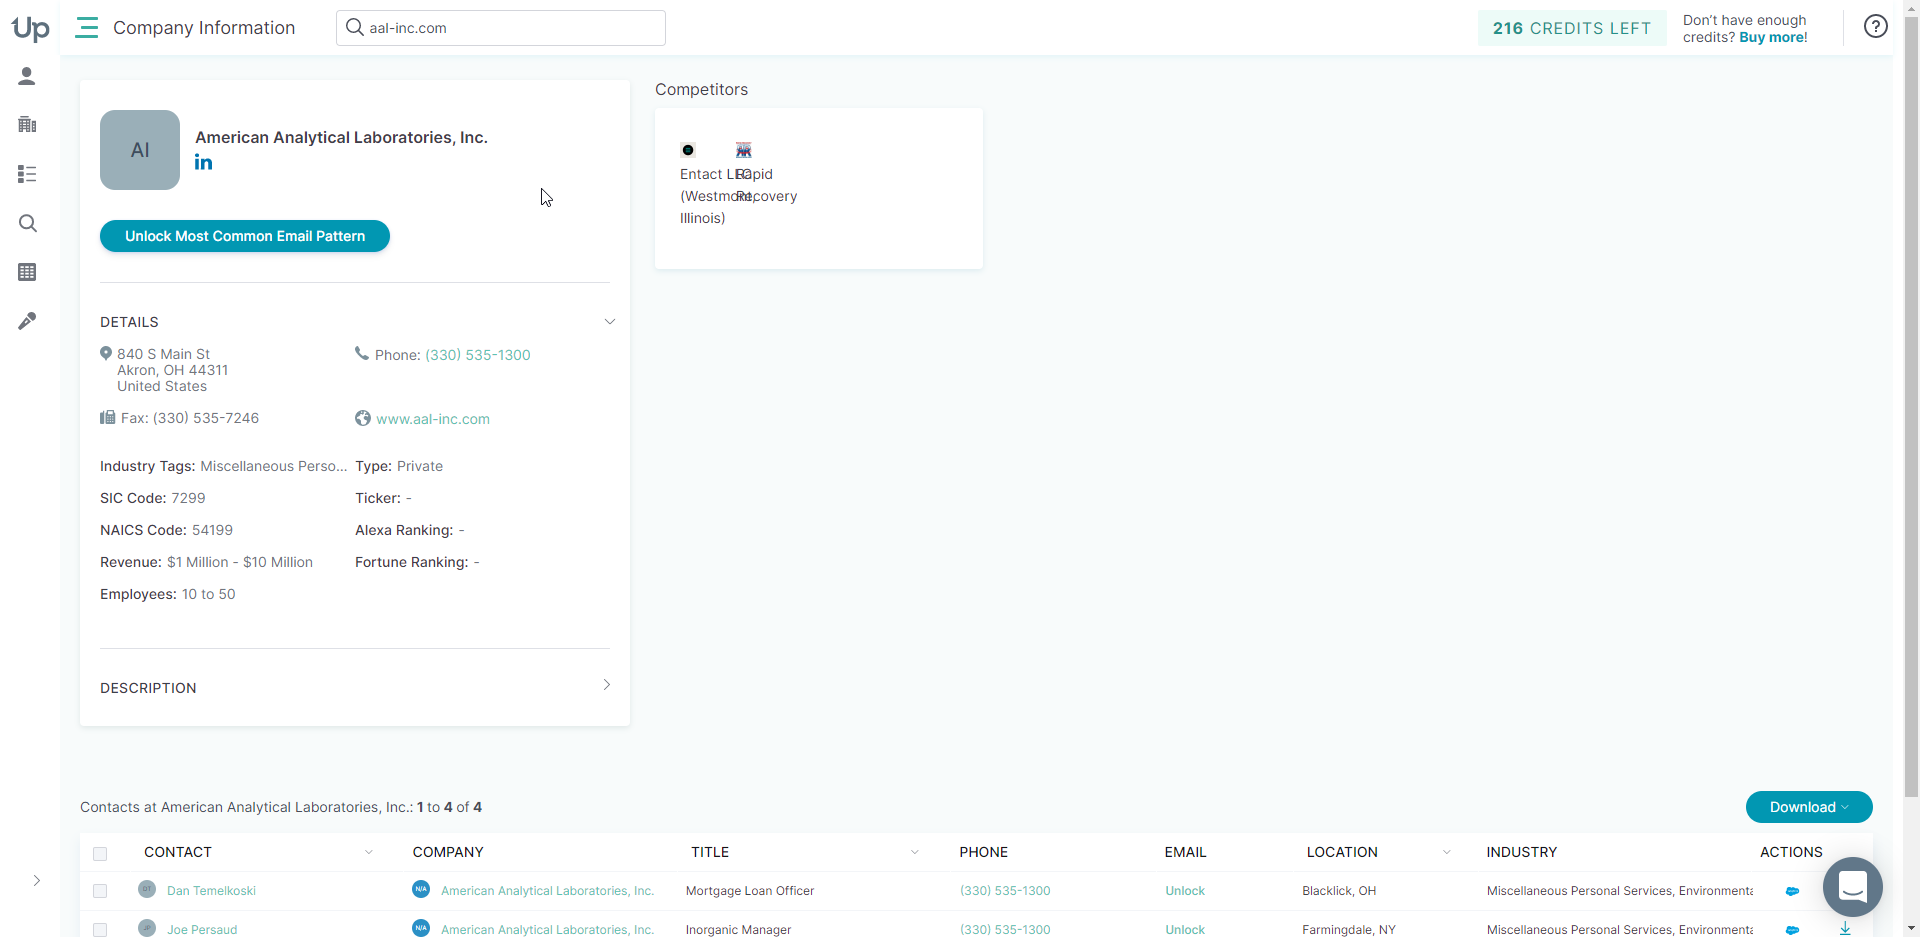 Up
Company Information
aal-inc.com
216 CREDITS LEFT
Don't have enough
credits? Buy more!
AI
American Analytical Laboratories, Inc.
in
Unlock Most Common Email Pattern
DETAILS
840 S Main St
Akron, OH 44311
United States
Phone: (330) 535-1300
Fax: (330) 535-7246
www.aal-inc.com
Industry Tags: Miscellaneous Perso...
Type: Private
SIC Code: 7299
Ticker: -
NAICS Code: 54199
Alexa Ranking: -
Revenue: $1 Million - $10 Million
Fortune Ranking: -
Employees: 10 to 50
DESCRIPTION
Competitors
Entact LLC
(Westmont,
Illinois)
Rapid
Recovery
Contacts at American Analytical Laboratories, Inc.: 1 to 4 of 4
Download
CONTACT COMPANY TITLE PHONE EMAIL LOCATION INDUSTRY ACTIONS
DT Dan Temelkoski N/A American Analytical Laboratories, Inc. Mortgage Loan Officer (330) 535-1300 Unlock Blacklick, OH Miscellaneous Personal Services, Environmenta
JP Joe Persaud N/A American Analytical Laboratories, Inc. Inorganic Manager (330) 535-1300 Unlock Farmingdale, NY Miscellaneous Personal Services, Environmenta